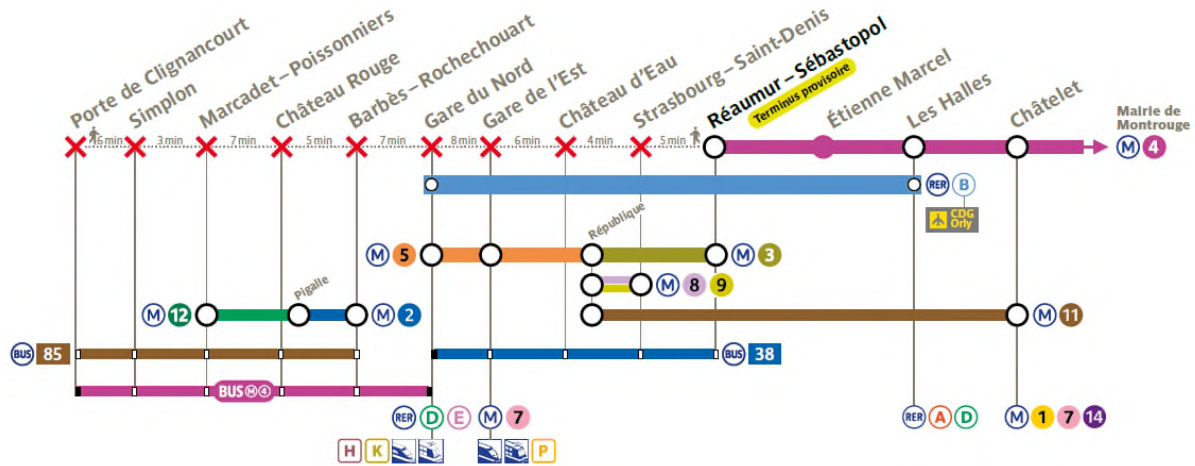 Porte de Clignancourt
Simplon
Marcadet – Poissonniers
Château Rouge
Barbès – Rochechouart
Gare du Nord
Gare de l'Est
Château d'Eau
Strasbourg – Saint-Denis
Réaumur – Sébastopol
Terminus provisoire
Étienne Marcel
Les Halles
Châtelet
Mairie de
Montrouge
6 min 3 min 7 min 5 min 7 min 8 min 6 min 4 min 5 min
M 4
RER B
CDG
Orly
République
M 5
M 3
M 8 9
Pigalle
M 12
M 2
M 11
BUS 85
BUS 38
BUS M 4
RER D E
M 7
RER A D
M 1 7 14
H K
P